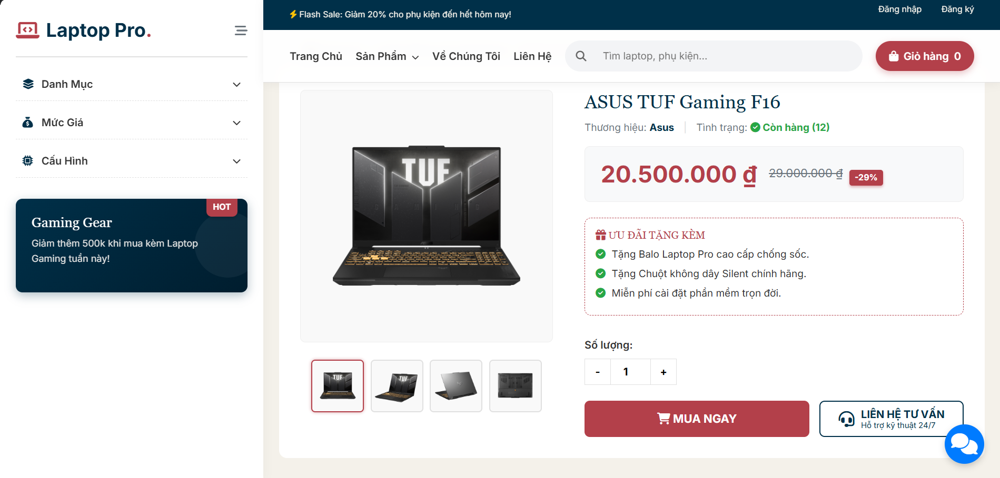 Laptop Pro.
Danh Mục
Mức Giá
Cấu Hình
HOT
Gaming Gear
Giảm thêm 500k khi mua kèm Laptop
Gaming tuần này!
Flash Sale: Giảm 20% cho phụ kiện đến hết hôm nay!
Đăng nhập
Đăng ký
Trang Chủ
Sản Phẩm
Về Chúng Tôi
Liên Hệ
Tìm laptop, phụ kiện...
Giỏ hàng 0
TUF
TUF
TUF
ASUS TUF Gaming F16
Thương hiệu: Asus
Tình trạng: Còn hàng (12)
20.500.000 ₫
29.000.000 ₫
-29%
ƯU ĐÃI TẶNG KÈM
Tặng Balo Laptop Pro cao cấp chống sốc.
Tặng Chuột không dây Silent chính hãng.
Miễn phí cài đặt phần mềm trọn đời.
Số lượng:
- 1 +
MUA NGAY
LIÊN HỆ TƯ VẤN
Hỗ trợ kỹ thuật 24/7